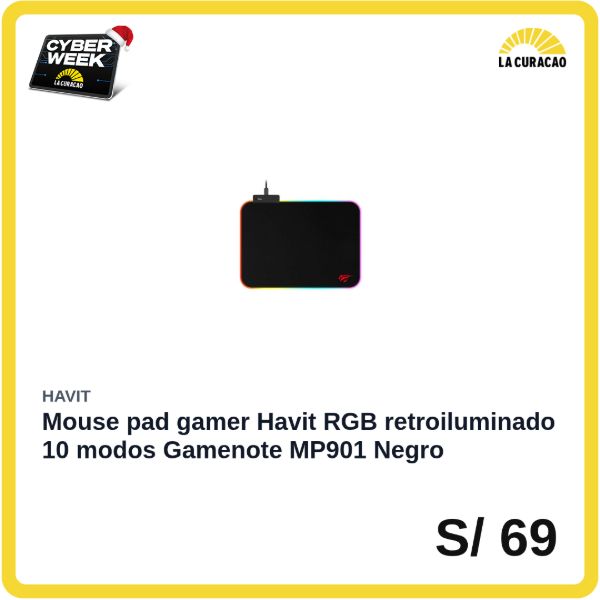 CYBER
WEEK
LA CURACAO
LA CURACAO
HAVIT
Mouse pad gamer Havit RGB retroiluminado
10 modos Gamenote MP901 Negro
S/ 69